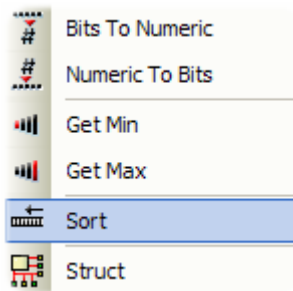 Bits To Numeric
Numeric To Bits
Get Min
Get Max
Sort
Struct